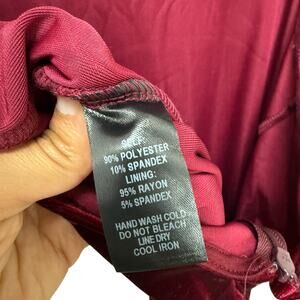 SELF:
90% POLYESTER
10% SPANDEX
LINING:
95% RAYON
5% SPANDEX
HAND WASH COLD
DO NOT BLEACH
LINE DRY
COOL IRON